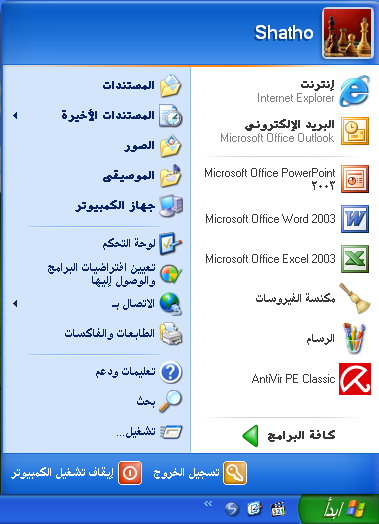 Shatho
إنترنت
Internet Explorer
البريد الإلكتروني
Microsoft Office Outlook
Microsoft Office PowerPoint
٢٠٠٣
Microsoft Office Word 2003
Microsoft Office Excel 2003
مكنسة الفيروسات
الرسام
AntiVir PE Classic
كافة البرامج
المستندات
المستندات الأخيرة
الصور
الموسيقى
جهاز الكمبيوتر
لوحة التحكم
تعيين افتراضيات البرامج
والوصول إليها
الاتصال بـ
الطابعات والفاكسات
تعليمات ودعم
بحث
تشغيل...
تسجيل الخروج
إيقاف تشغيل الكمبيوتر
ابدأ